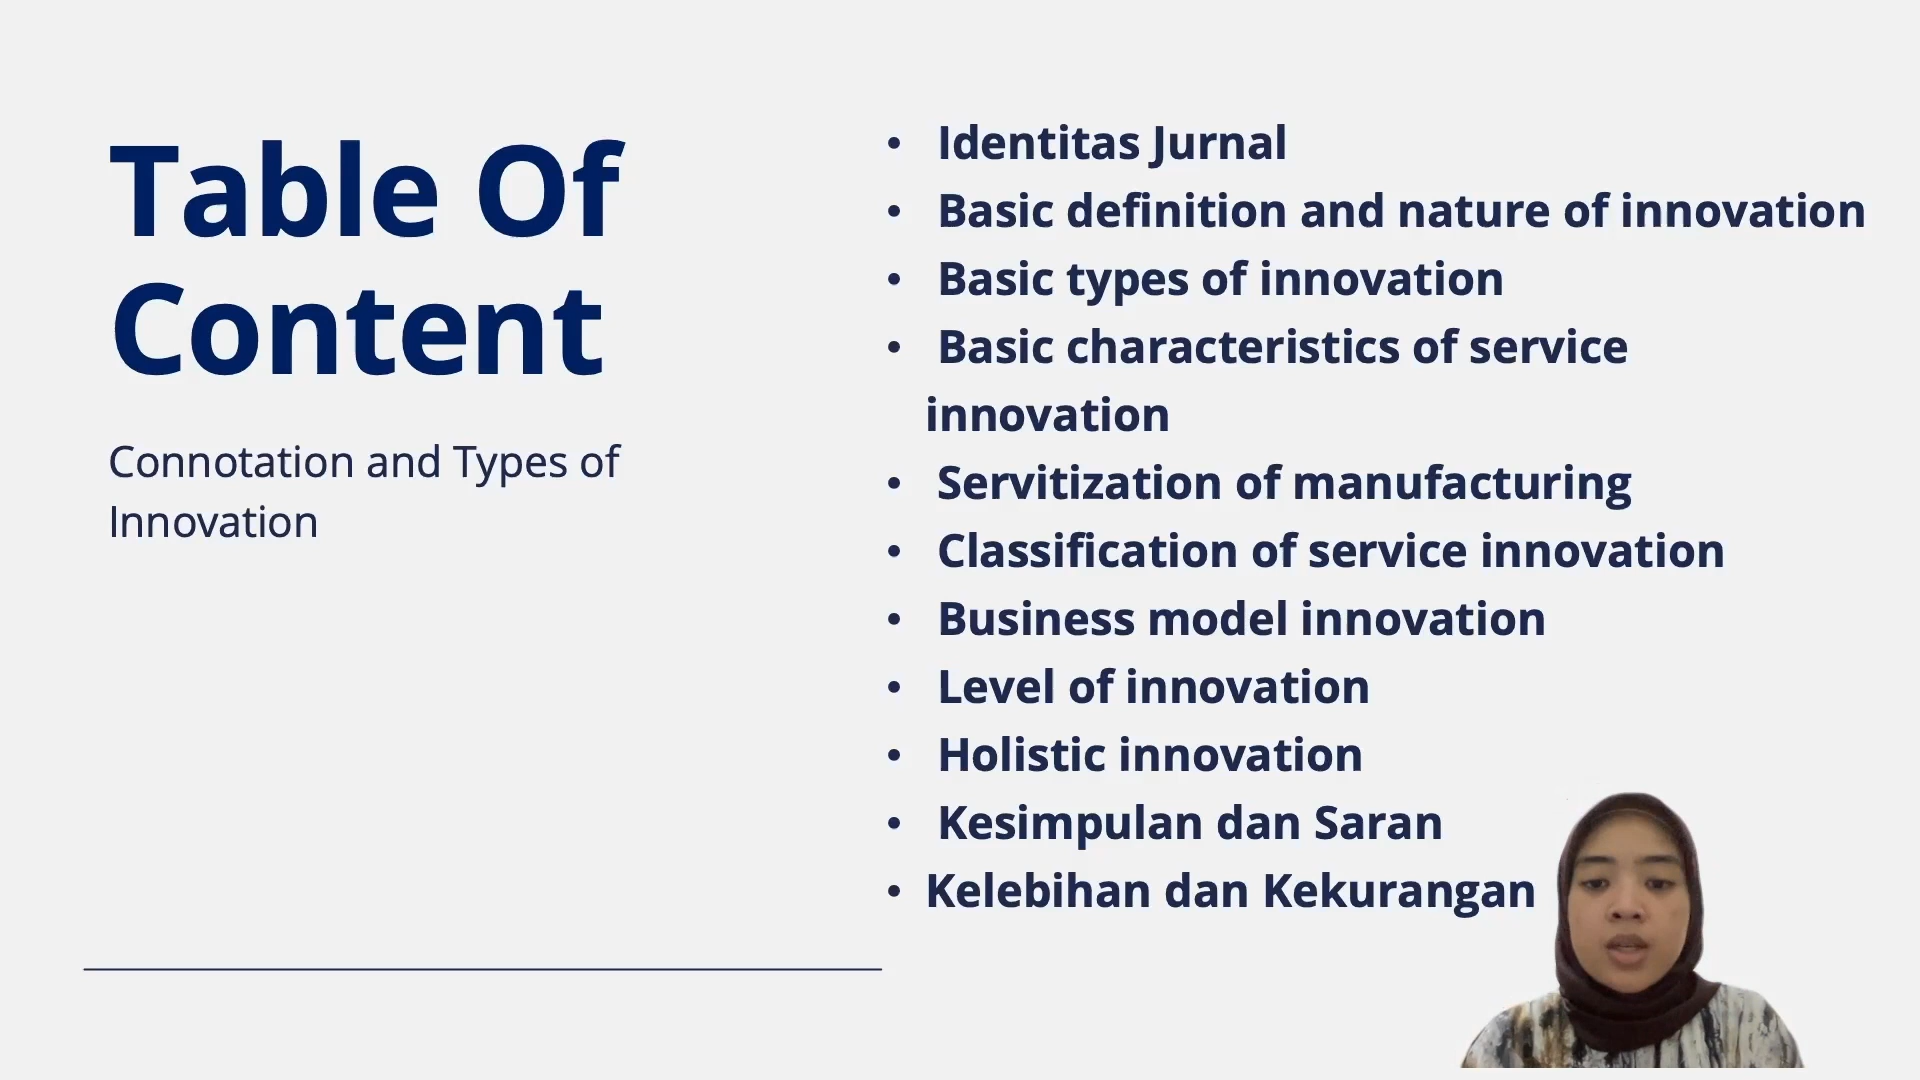 Table Of
Content
Connotation and Types of
Innovation
• Identitas Jurnal
• Basic definition and nature of innovation
• Basic types of innovation
• Basic characteristics of service
innovation
• Servitization of manufacturing
• Classification of service innovation
• Business model innovation
• Level of innovation
• Holistic innovation
• Kesimpulan dan Saran
• Kelebihan dan Kekurangan